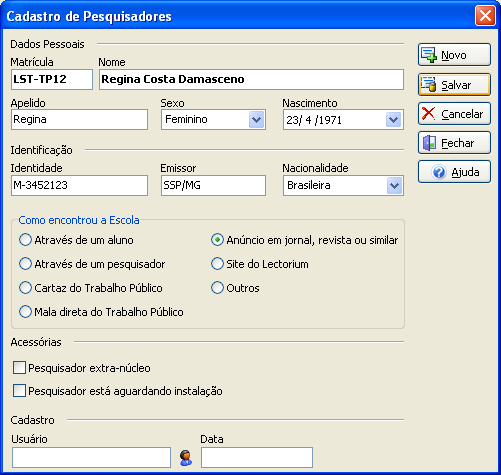 Cadastro de Pesquisadores
Dados Pessoais
Matrícula Nome
LST-TP12 Regina Costa Damasceno
Apelido Sexo Nascimento
Regina Feminino 23/ 4 /1971
Identificação
Identidade Emissor Nacionalidade
M-3452123 SSP/MG Brasileira
Como encontrou a Escola
Através de um aluno Anúncio em jornal, revista ou similar
Através de um pesquisador Site do Lectorium
Cartaz do Trabalho Público Outros
Mala direta do Trabalho Público
Acessórias
Pesquisador extra-núcleo
Pesquisador está aguardando instalação
Cadastro
Usuário Data
Novo
Salvar
Cancelar
Fechar
Ajuda